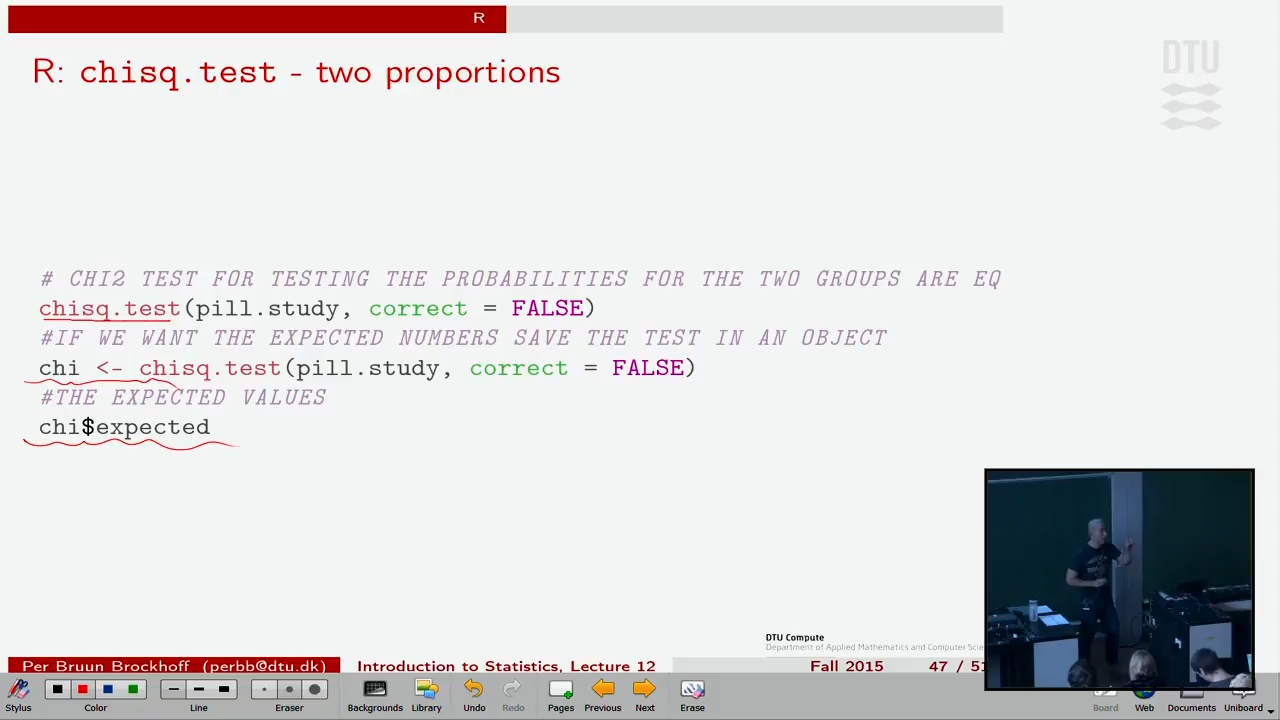 R
R: chisq.test - two proportions
DTU
# CHI2 TEST FOR TESTING THE PROBABILITIES FOR THE TWO GROUPS ARE EQ
chisq.test(pill.study, correct = FALSE)
#IF WE WANT THE EXPECTED NUMBERS SAVE THE TEST IN AN OBJECT
chi <- chisq.test(pill.study, correct = FALSE)
#THE EXPECTED VALUES
chi$expected
DTU Compute
Department of Applied Mathematics and Computer Scie
Per Bruun Brockhoff (perbb@dtu.dk) Introduction to Statistics, Lecture 12 Fall 2015 47 / 51
Stylus Color Line Eraser Backgrounds Library Undo Redo Pages Previous Next Erase Board Web Documents Uniboard